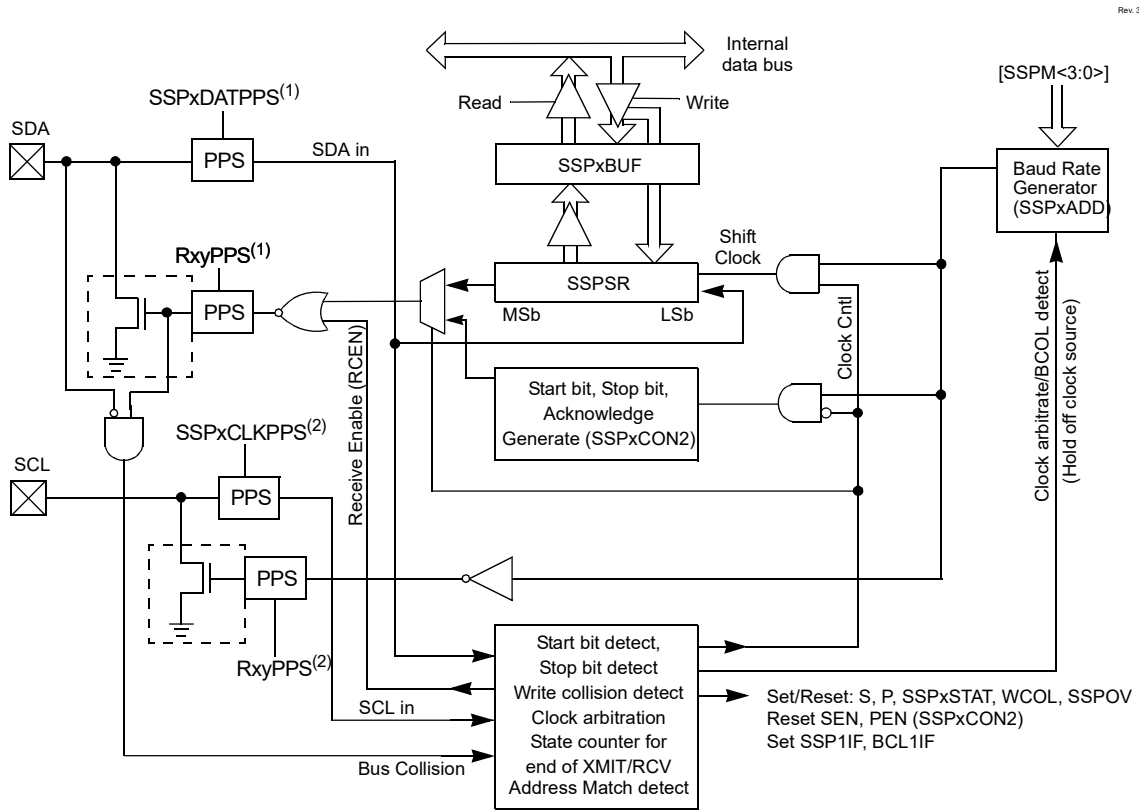 Rev. 3
Internal
data bus
[SSPM<3:0>]
Read
Write
SSPxDATPPS(1)
SDA
PPS
SDA in
SSPxBUF
Baud Rate
Generator
(SSPxADD)
RxyPPS(1)
Shift
Clock
PPS
SSPSR
MSb
LSb
Clock Cntl
Clock arbitrate/BCOL detect
(Hold off clock source)
Receive Enable (RCEN)
Start bit, Stop bit,
Acknowledge
Generate (SSPxCON2)
SSPxCLKPPS(2)
SCL
PPS
PPS
RxyPPS(2)
Start bit detect,
Stop bit detect
Write collision detect
Clock arbitration
State counter for
end of XMIT/RCV
Address Match detect
SCL in
Bus Collision
Set/Reset: S, P, SSPxSTAT, WCOL, SSPOV
Reset SEN, PEN (SSPxCON2)
Set SSP1IF, BCL1IF